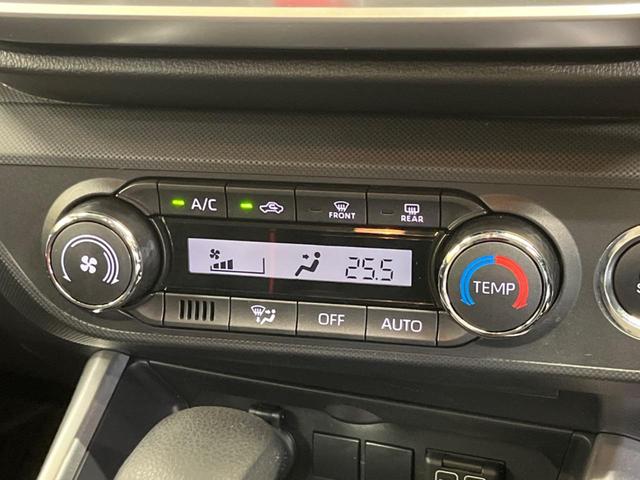 A/C
FRONT
REAR
25.5
TEMP
OFF
AUTO